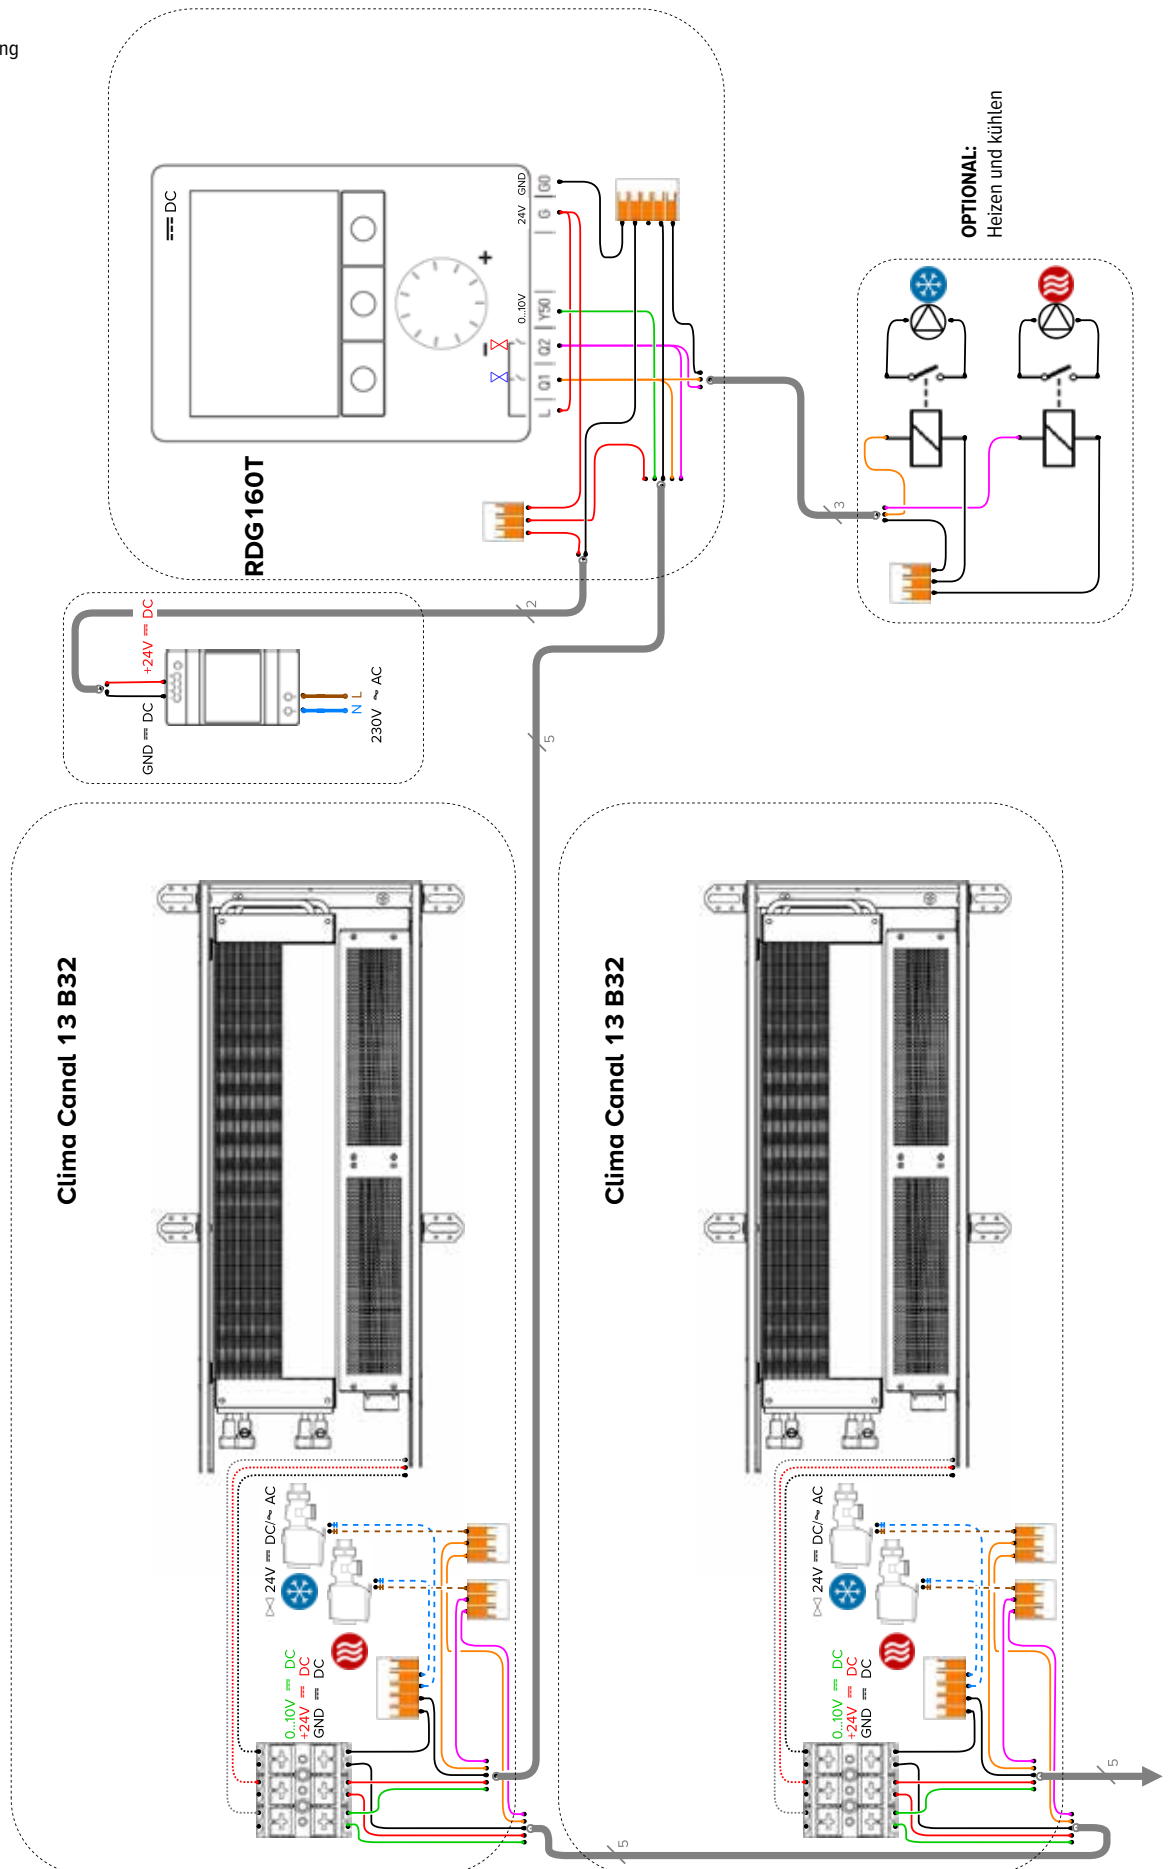 ng
⎓ DC
+
−
24V GND
0...10V
L Q1 Q2 Y50 G G0
RDG160T
OPTIONAL:
Heizen und kühlen
3
2
5
+24V ⎓ DC
GND ⎓ DC
N L
230V ~ AC
Clima Canal 13 B32
24V ⎓ DC/~ AC
0...10V ⎓ DC
+24V ⎓ DC
GND ⎓ DC
Clima Canal 13 B32
24V ⎓ DC/~ AC
0...10V ⎓ DC
+24V ⎓ DC
GND ⎓ DC
5
5